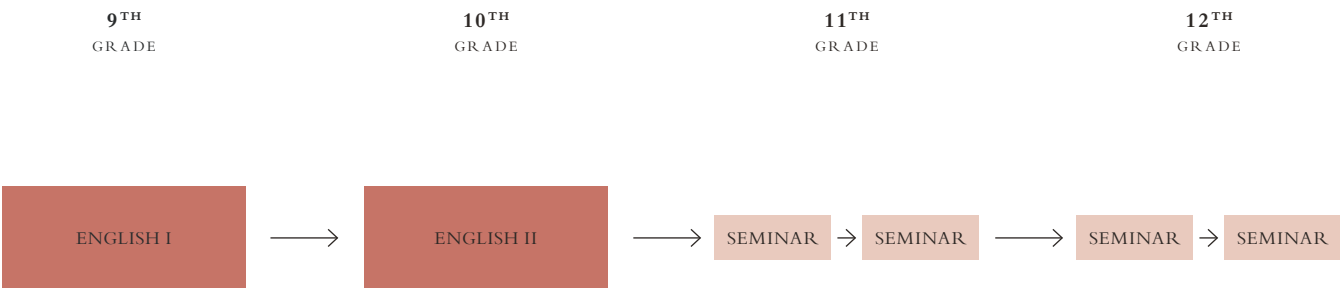 9TH
GRADE
10TH
GRADE
11TH
GRADE
12TH
GRADE
ENGLISH I
ENGLISH II
SEMINAR
SEMINAR
SEMINAR
SEMINAR